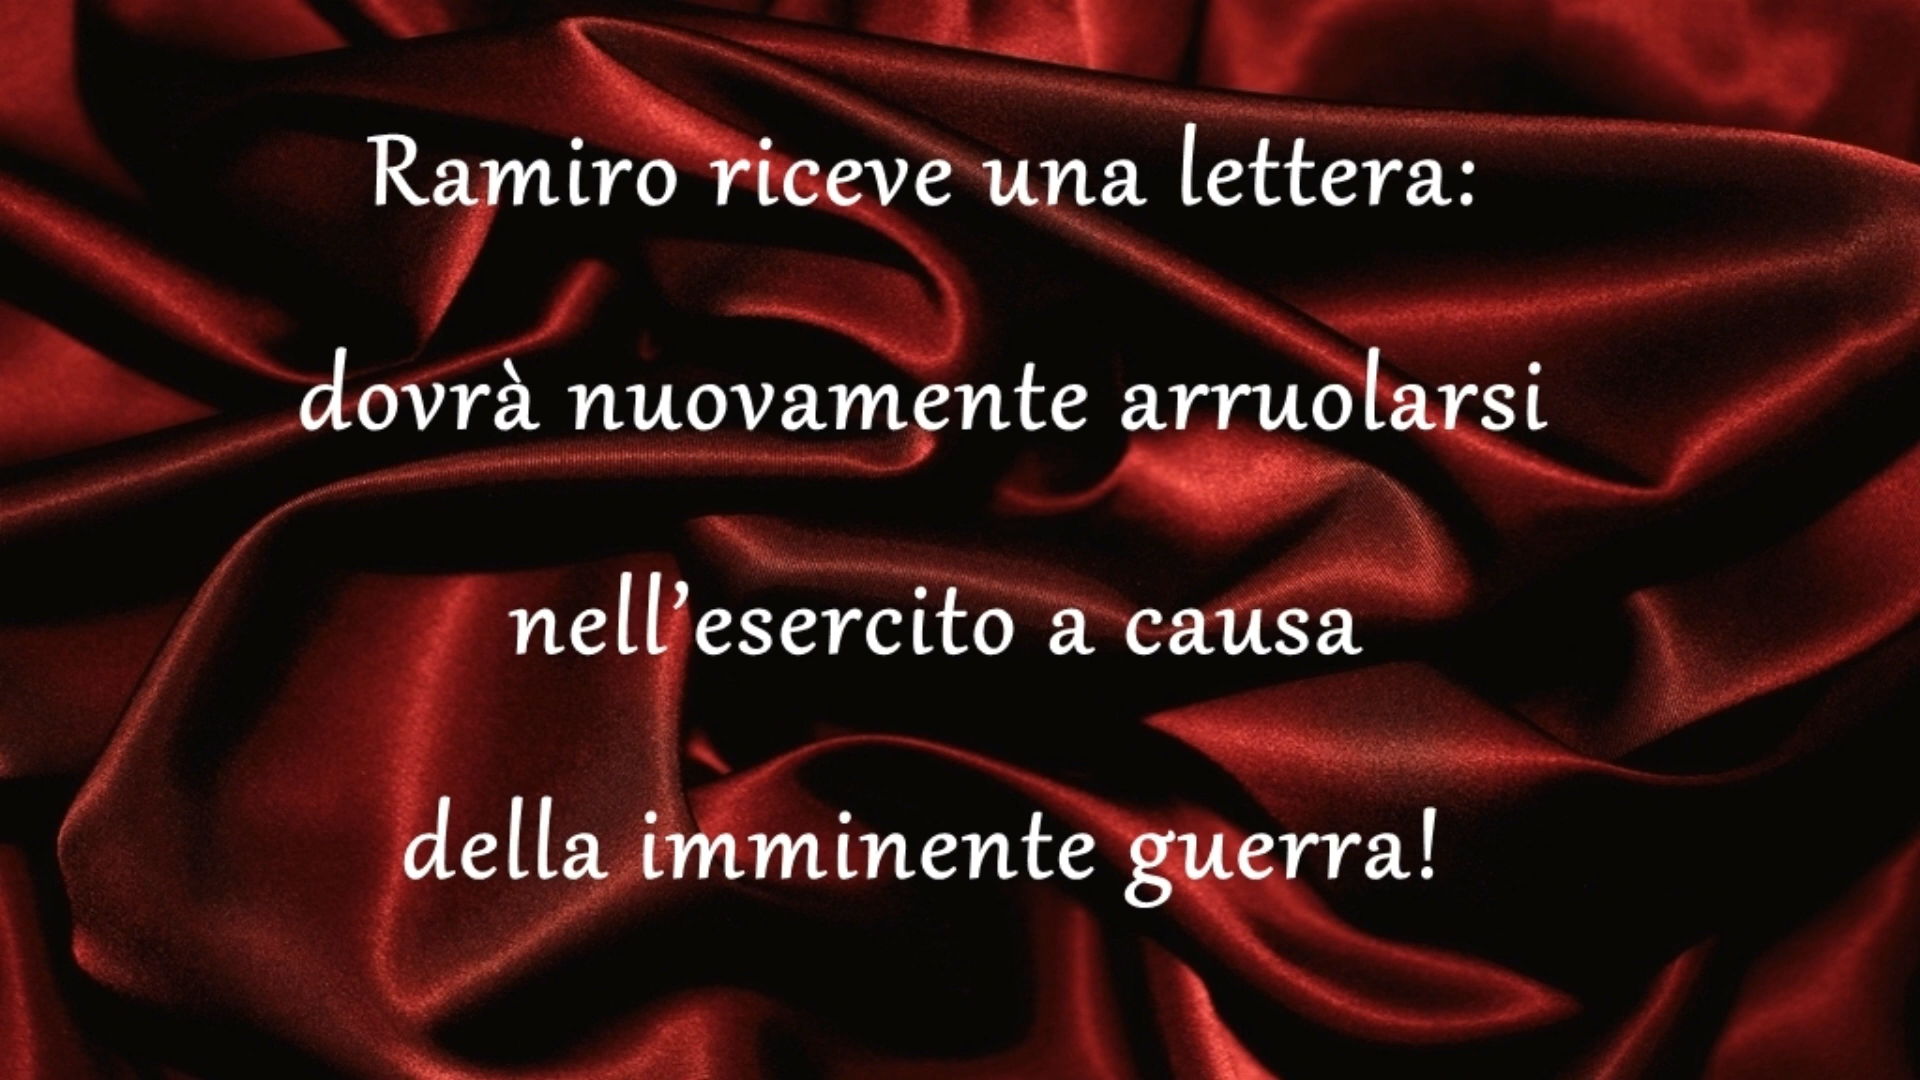 Ramiro riceve una lettera:
dovrà nuovamente arruolarsi
nell’esercito a causa
della imminente guerra!